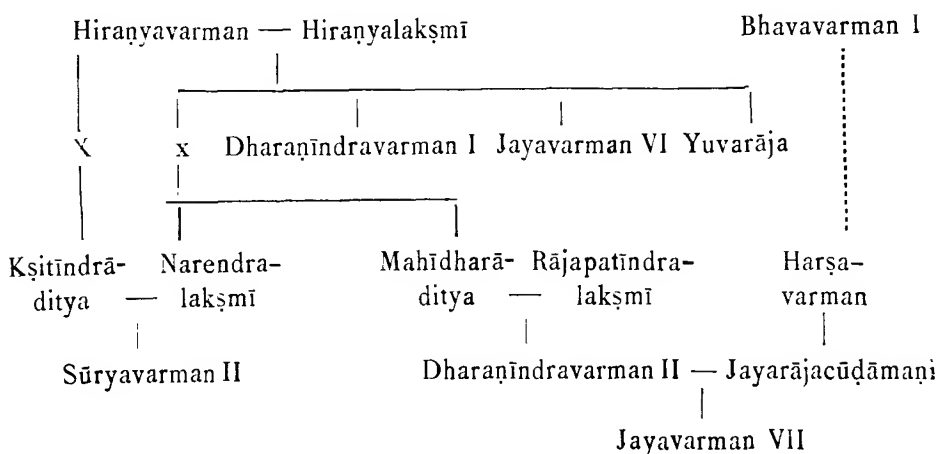 Hiraṇyavarman — Hiraṇyalakṣmī Bhavavarman I
X x Dharaṇīndravarman I Jayavarman VI Yuvarāja
Kṣitīndrā- Narendra- Mahīdharā- Rājapatīndra- Harṣa-
ditya — lakṣmī ditya — lakṣmī varman
Sūryavarman II Dharaṇīndravarman II — Jayarājacūḍāmaṇi
Jayavarman VII